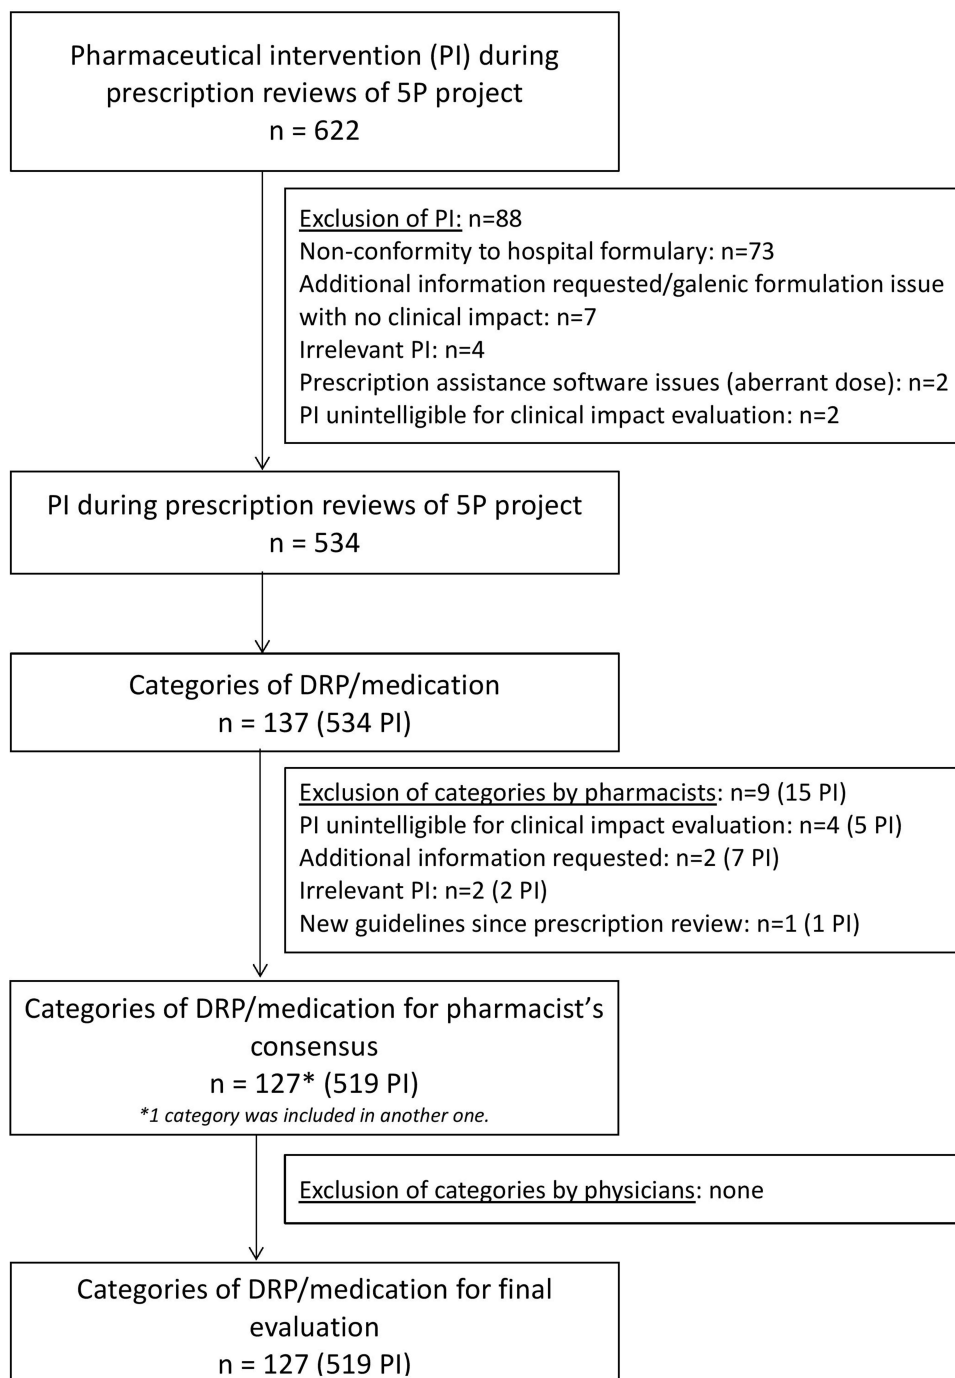 Pharmaceutical intervention (PI) during
prescription reviews of 5P project
n = 622
Exclusion of PI: n=88
Non-conformity to hospital formulary: n=73
Additional information requested/galenic formulation issue
with no clinical impact: n=7
Irrelevant PI: n=4
Prescription assistance software issues (aberrant dose): n=2
PI unintelligible for clinical impact evaluation: n=2
PI during prescription reviews of 5P project
n = 534
Categories of DRP/medication
n = 137 (534 PI)
Exclusion of categories by pharmacists: n=9 (15 PI)
PI unintelligible for clinical impact evaluation: n=4 (5 PI)
Additional information requested: n=2 (7 PI)
Irrelevant PI: n=2 (2 PI)
New guidelines since prescription review: n=1 (1 PI)
Categories of DRP/medication for pharmacist’s
consensus
n = 127* (519 PI)
*1 category was included in another one.
Exclusion of categories by physicians: none
Categories of DRP/medication for final
evaluation
n = 127 (519 PI)